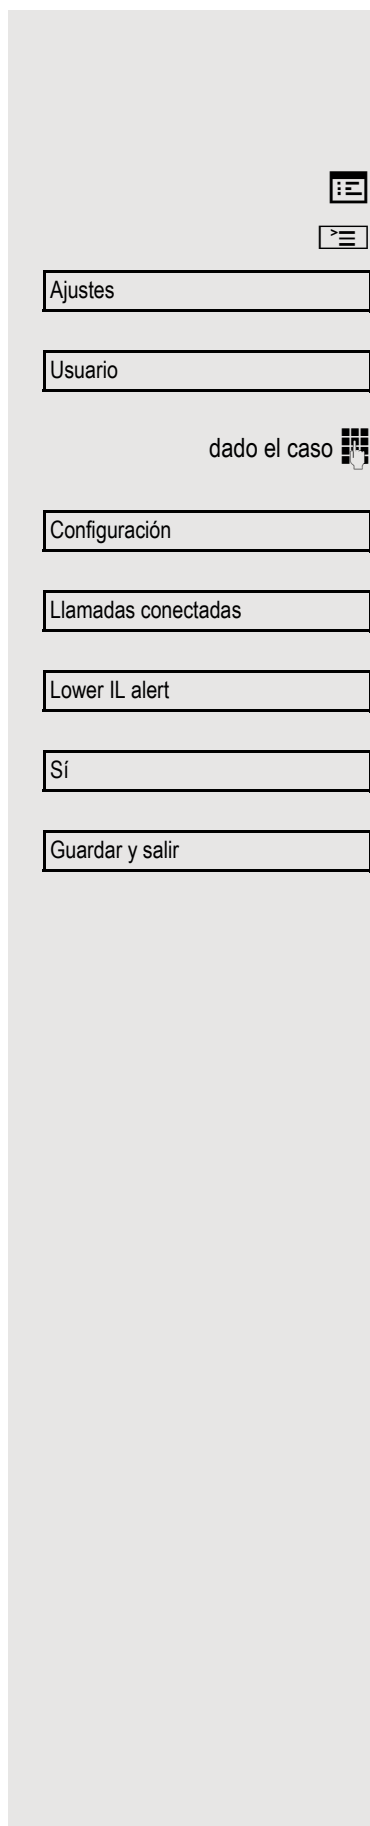 Ajustes
Usuario
dado el caso
Configuración
Llamadas conectadas
Lower IL alert
Sí
Guardar y salir